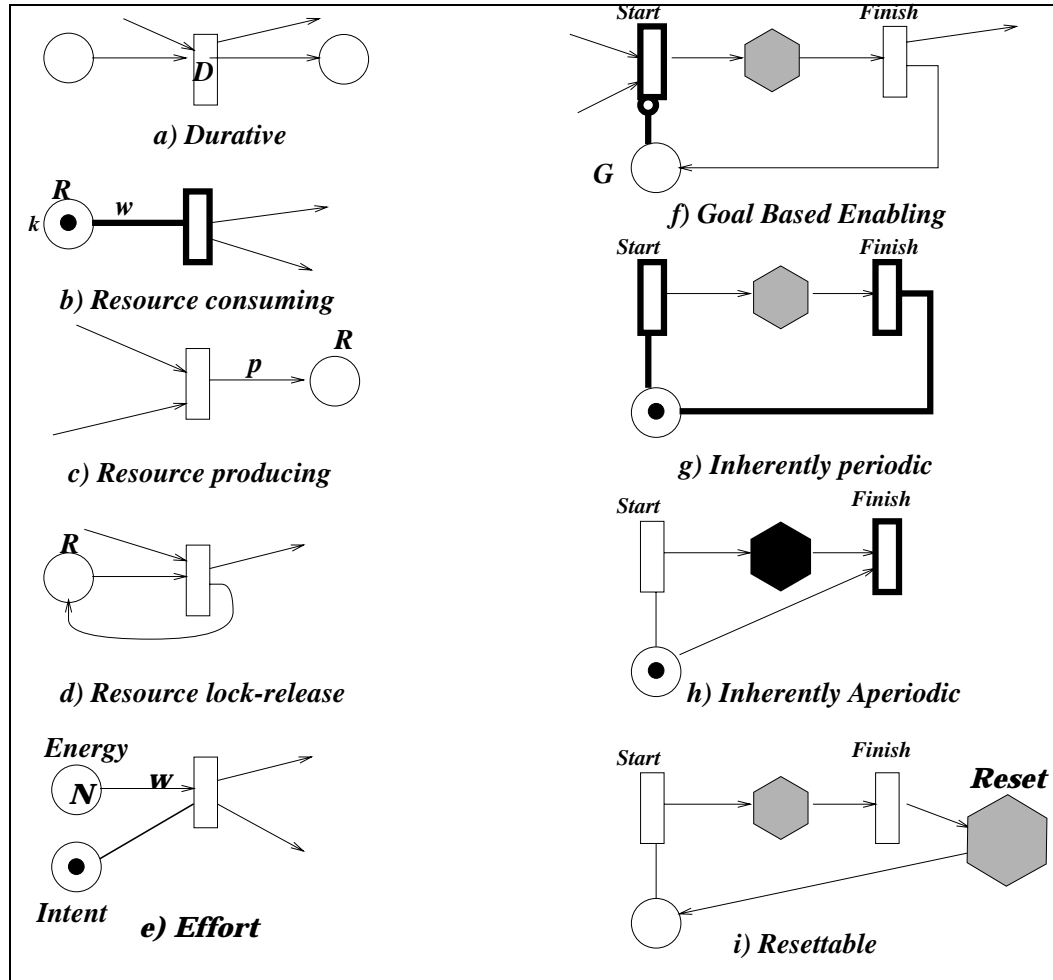 D
a) Durative
R
k
w
b) Resource consuming
R
p
c) Resource producing
R
d) Resource lock-release
Energy
N
w
Intent
e) Effort
Start
Finish
G
f) Goal Based Enabling
Start
Finish
g) Inherently periodic
Start
Finish
h) Inherently Aperiodic
Start
Finish
Reset
i) Resettable